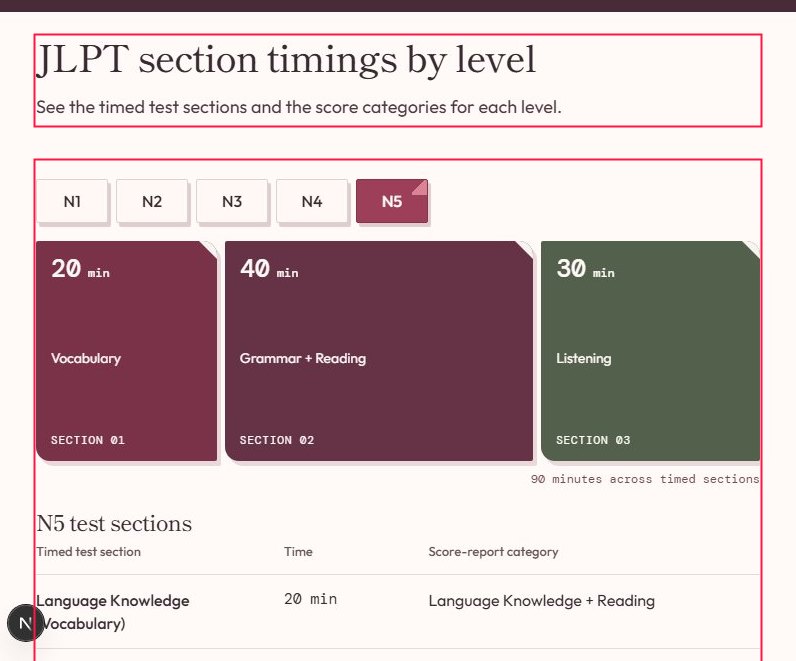 JLPT section timings by level
See the timed test sections and the score categories for each level.
N1 N2 N3 N4 N5
20 min 40 min 30 min
Vocabulary Grammar + Reading Listening
SECTION 01 SECTION 02 SECTION 03
90 minutes across timed sections
N5 test sections
Timed test section Time Score-report category
Language Knowledge 20 min Language Knowledge + Reading
N Vocabulary)